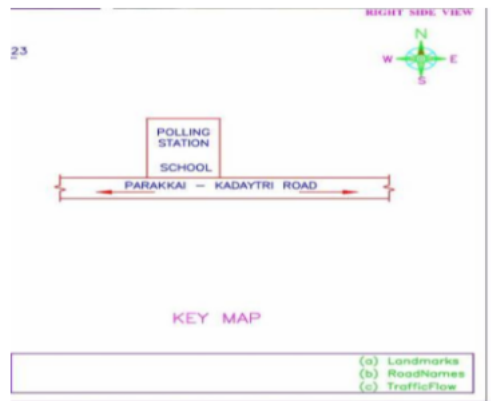 RIGHT SIDE VIEW
23
N
W E
S
POLLING
STATION
SCHOOL
PARAKKAI - KADAYTRI ROAD
KEY MAP
(a) Landmarks
(b) RoadNames
(c) TrafficFlow